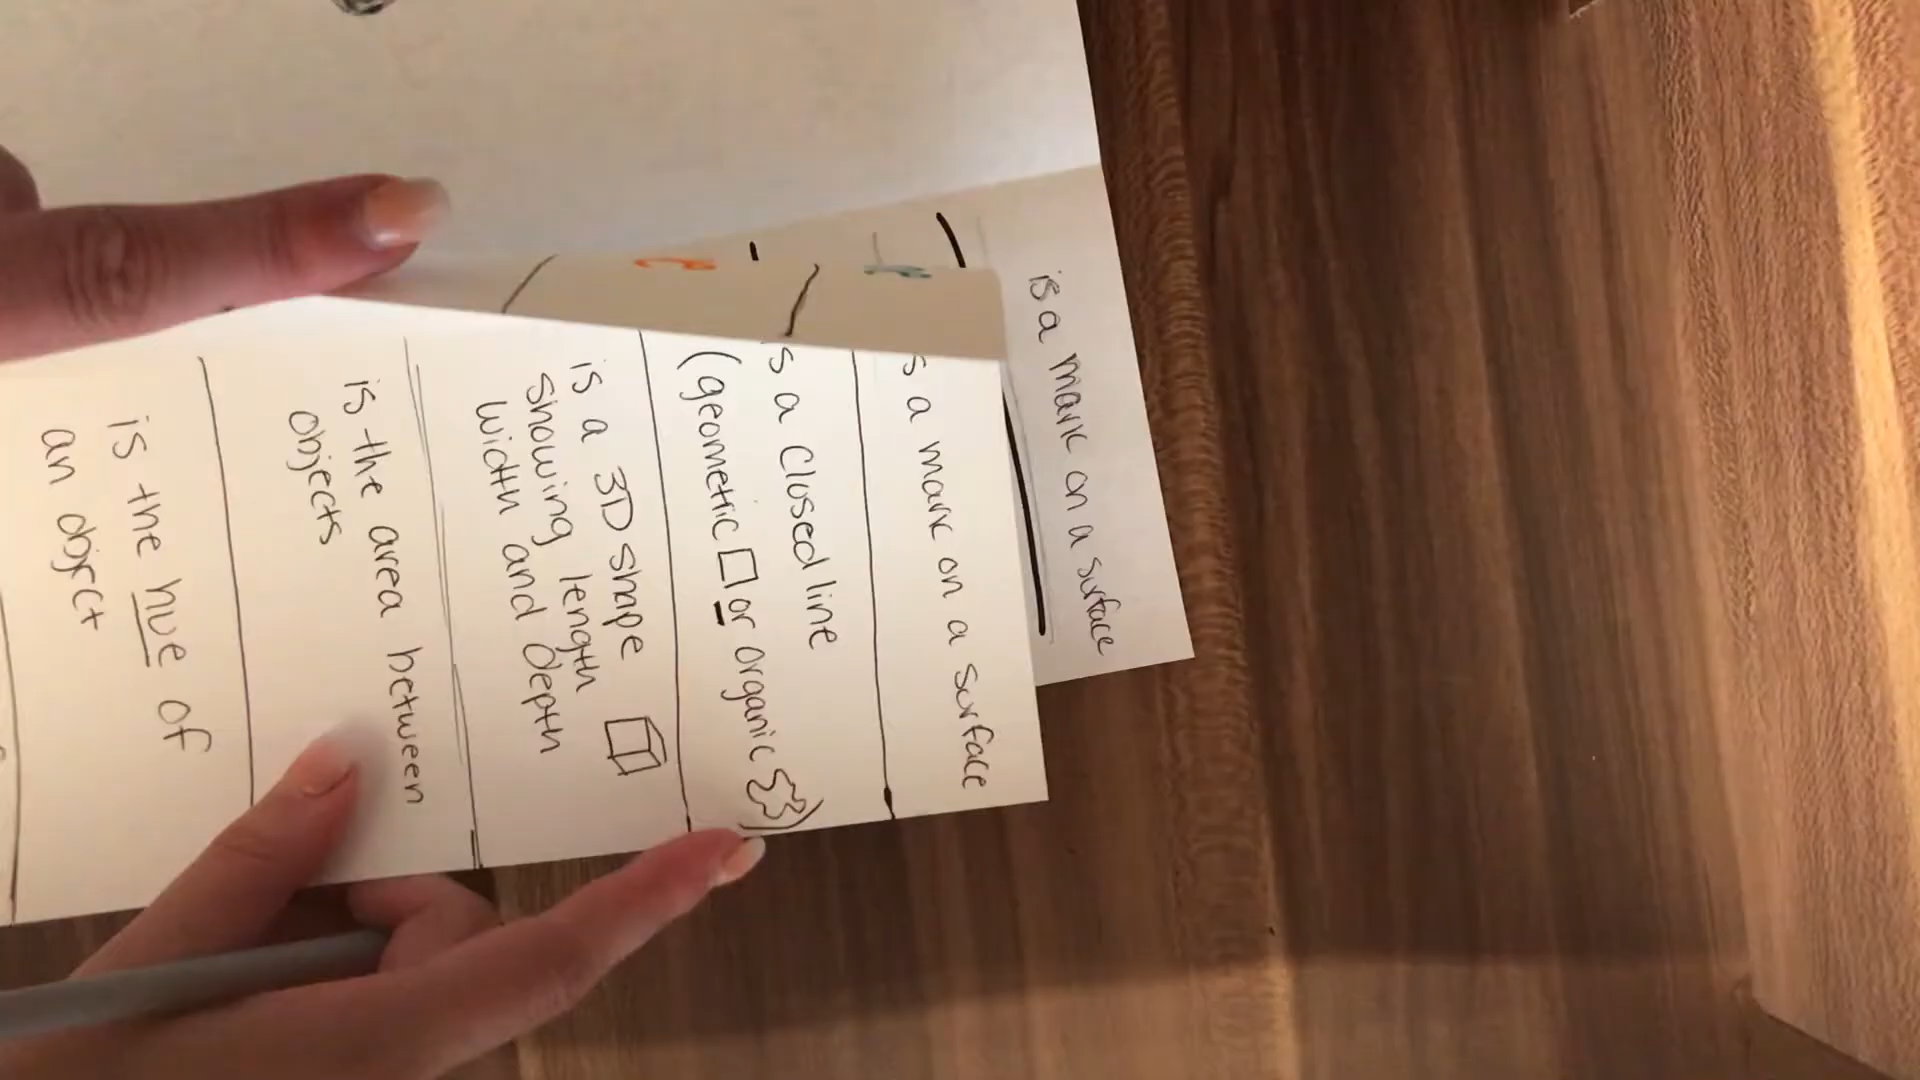 is a mark on a surface
s a mark on a surface
s a closed line
(geometric or organic )
is a 3D shape
showing length
width and depth
is the area between
objects
is the hue of
an object